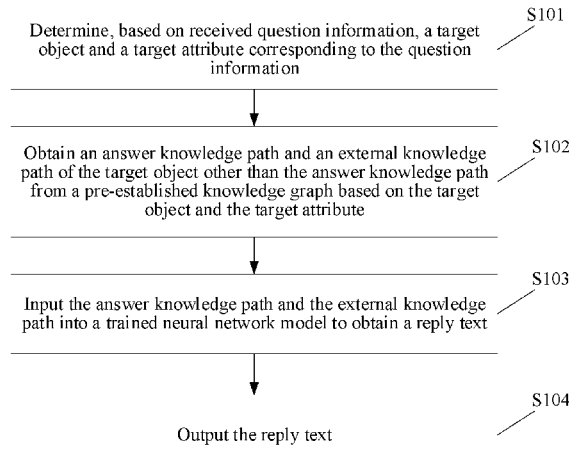 S101
Determine, based on received question information, a target
object and a target attribute corresponding to the question
information
S102
Obtain an answer knowledge path and an external knowledge
path of the target object other than the answer knowledge path
from a pre-established knowledge graph based on the target
object and the target attribute
S103
Input the answer knowledge path and the external knowledge
path into a trained neural network model to obtain a reply text
S104
Output the reply text